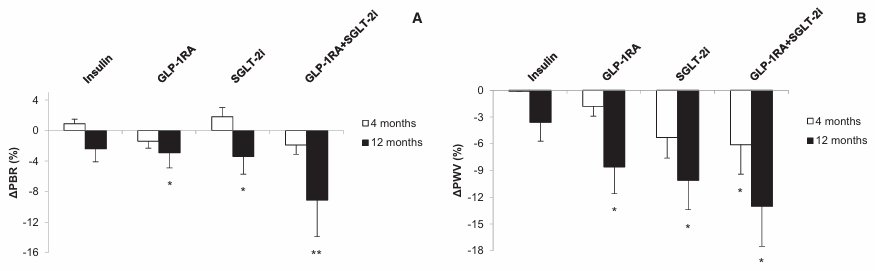 A
Insulin
GLP-1RA
SGLT-2i
GLP-1RA+SGLT-2i
4
0
-4
-8
-12
-16
ΔPBR (%)
4 months
12 months
*
*
**
B
Insulin
GLP-1RA
SGLT-2i
GLP-1RA+SGLT-2i
0
-3
-6
-9
-12
-15
-18
ΔPWV (%)
4 months
12 months
*
*
*
*